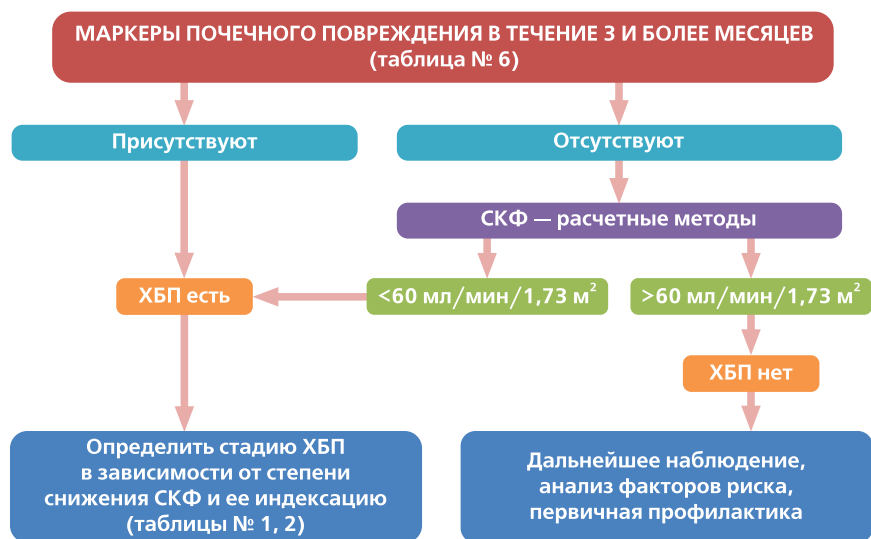 МАРКЕРЫ ПОЧЕЧНОГО ПОВРЕЖДЕНИЯ В ТЕЧЕНИЕ 3 И БОЛЕЕ МЕСЯЦЕВ
(таблица № 6)
Присутствуют
Отсутствуют
СКФ — расчетные методы
ХБП есть
<60 мл/мин/1,73 м²
>60 мл/мин/1,73 м²
ХБП нет
Определить стадию ХБП
в зависимости от степени
снижения СКФ и ее индексацию
(таблицы № 1, 2)
Дальнейшее наблюдение,
анализ факторов риска,
первичная профилактика